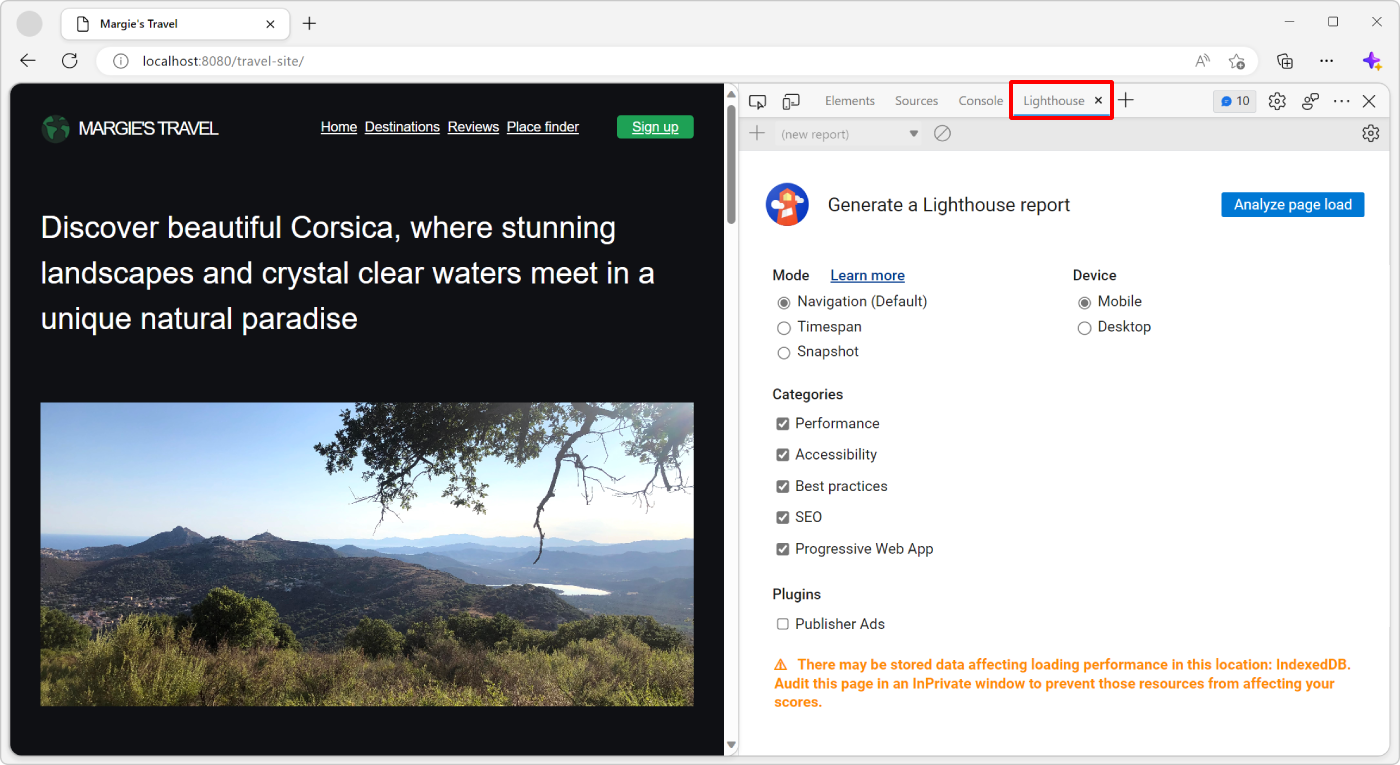 Margie's Travel
localhost:8080/travel-site/
MARGIE'S TRAVEL
Home Destinations Reviews Place finder
Sign up
Discover beautiful Corsica, where stunning
landscapes and crystal clear waters meet in a
unique natural paradise
Elements Sources Console Lighthouse
10
(new report)
Generate a Lighthouse report
Analyze page load
Mode Learn more
Navigation (Default)
Timespan
Snapshot
Device
Mobile
Desktop
Categories
Performance
Accessibility
Best practices
SEO
Progressive Web App
Plugins
Publisher Ads
There may be stored data affecting loading performance in this location: IndexedDB.
Audit this page in an InPrivate window to prevent those resources from affecting your
scores.